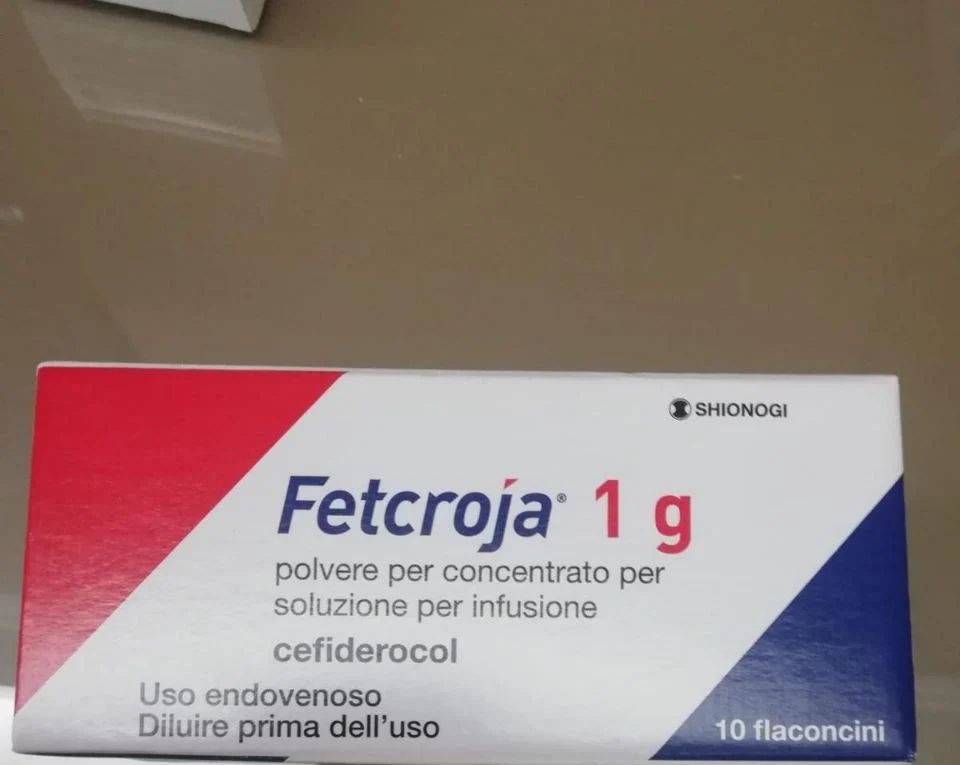 SHIONOGI
Fetcroja® 1 g
polvere per concentrato per
soluzione per infusione
cefiderocol
Uso endovenoso
Diluire prima dell'uso
10 flaconcini